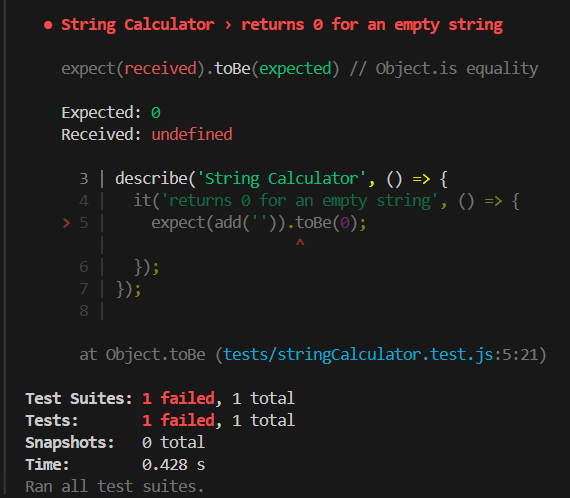 ● String Calculator › returns 0 for an empty string
expect(received).toBe(expected) // Object.is equality
Expected: 0
Received: undefined
3 | describe('String Calculator', () => {
4 | it('returns 0 for an empty string', () => {
> 5 | expect(add('')).toBe(0);
| ^
6 | });
7 | });
8 |
at Object.toBe (tests/stringCalculator.test.js:5:21)
Test Suites: 1 failed, 1 total
Tests: 1 failed, 1 total
Snapshots: 0 total
Time: 0.428 s
Ran all test suites.